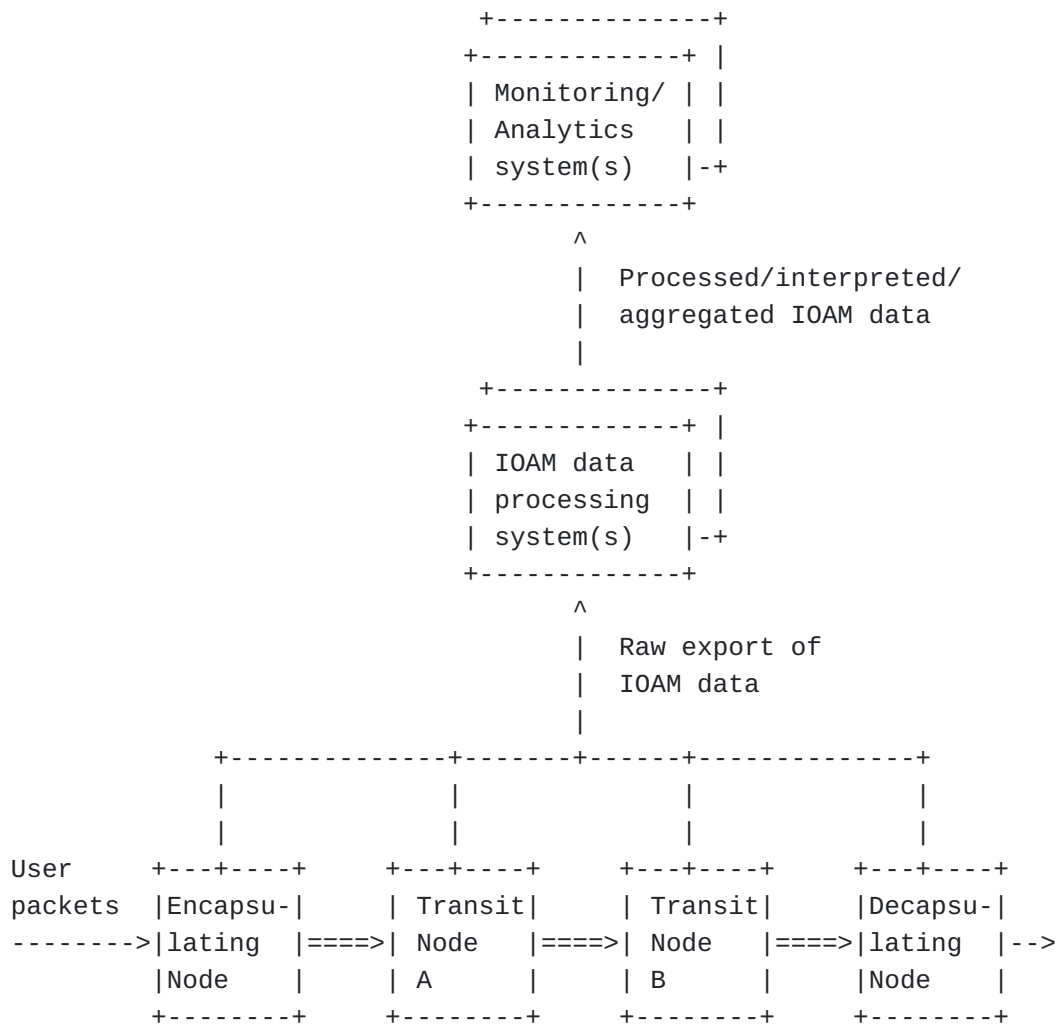 Monitoring/
Analytics
system(s)
Processed/interpreted/
aggregated IOAM data
IOAM data
processing
system(s)
Raw export of
IOAM data
User
packets
Encapsu-
lating
Node
Transit
Node
A
Transit
Node
B
Decapsu-
lating
Node